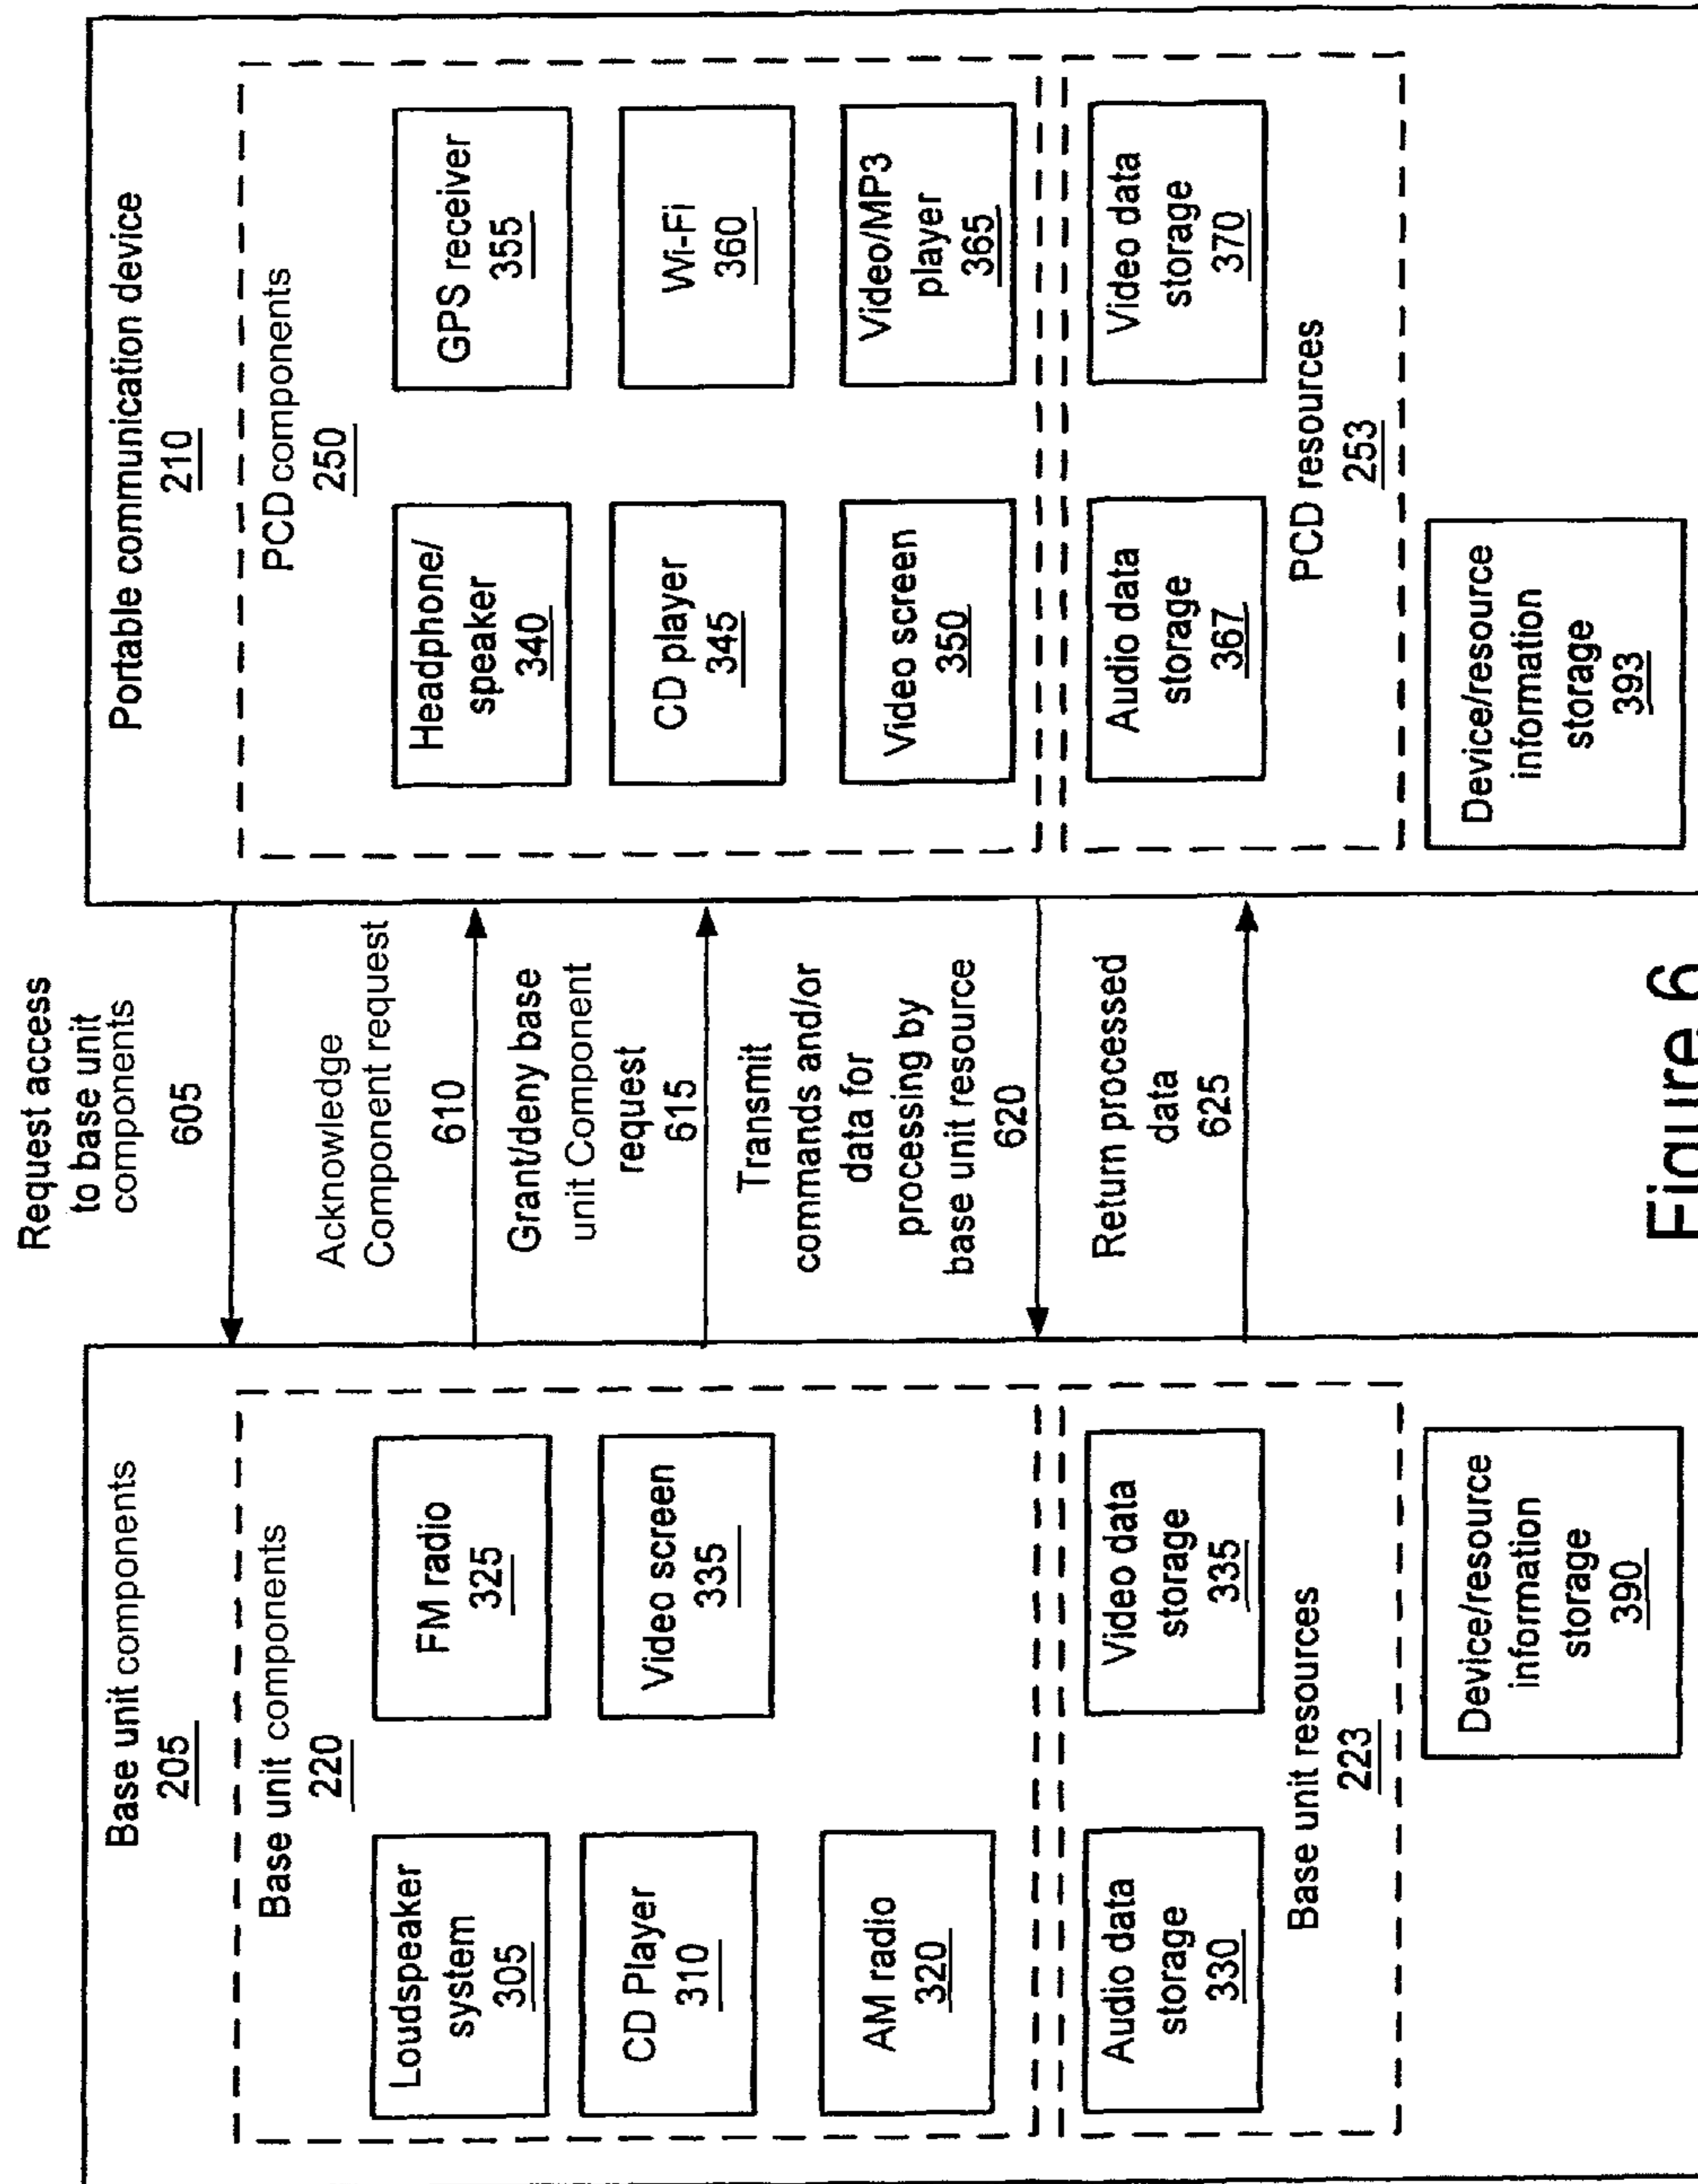 Base unit components
205
Base unit components
220
Loudspeaker
system
305
FM radio
325
CD Player
310
Video screen
335
AM radio
320
Audio data
storage
330
Video data
storage
335
Base unit resources
223
Device/resource
information
storage
390
Request access
to base unit
components
605
Acknowledge
Component request
610
Grant/deny base
unit Component
request
615
Transmit
commands and/or
data for
processing by
base unit resource
620
Return processed
data
625
Portable communication device
210
PCD components
250
Headphone/
speaker
340
GPS receiver
355
CD player
345
Wi-Fi
360
Video screen
350
Video/MP3
player
365
Audio data
storage
367
Video data
storage
370
PCD resources
253
Device/resource
information
storage
393
Figure 6